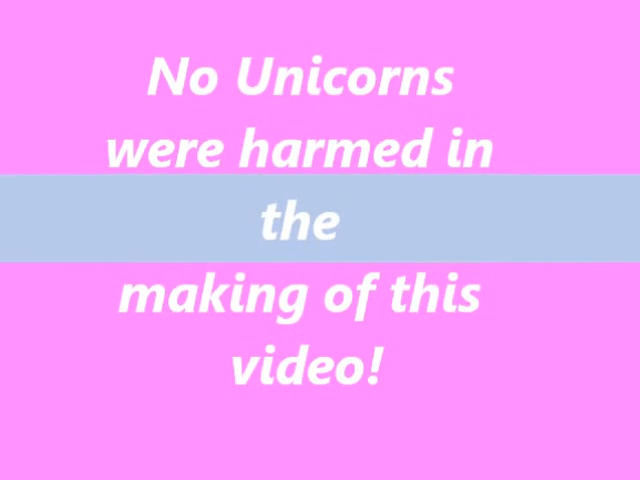 No Unicorns
were harmed in
the
making of this
video!